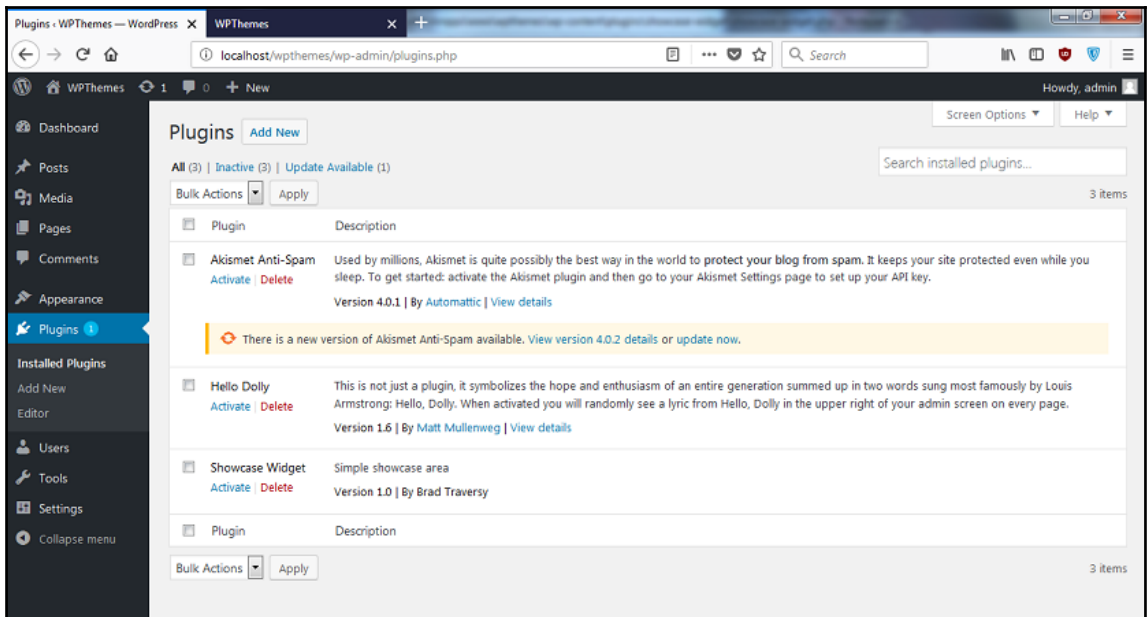 Plugins ‹ WPThemes — WordPress X
WPThemes X +
localhost/wpthemes/wp-admin/plugins.php
Search
WPThemes 1 0 + New
Howdy, admin
Screen Options ▼
Help ▼
Dashboard
Posts
Media
Pages
Comments
Appearance
Plugins 1
Installed Plugins
Add New
Editor
Users
Tools
Settings
Collapse menu
Plugins Add New
All (3) | Inactive (3) | Update Available (1)
Search installed plugins...
Bulk Actions Apply
3 items
Plugin Description
Akismet Anti-Spam
Activate | Delete
Used by millions, Akismet is quite possibly the best way in the world to protect your blog from spam. It keeps your site protected even while you
sleep. To get started: activate the Akismet plugin and then go to your Akismet Settings page to set up your API key.
Version 4.0.1 | By Automattic | View details
There is a new version of Akismet Anti-Spam available. View version 4.0.2 details or update now.
Hello Dolly
Activate | Delete
This is not just a plugin, it symbolizes the hope and enthusiasm of an entire generation summed up in two words sung most famously by Louis
Armstrong: Hello, Dolly. When activated you will randomly see a lyric from Hello, Dolly in the upper right of your admin screen on every page.
Version 1.6 | By Matt Mullenweg | View details
Showcase Widget
Activate | Delete
Simple showcase area
Version 1.0 | By Brad Traversy
Plugin Description
Bulk Actions Apply
3 items